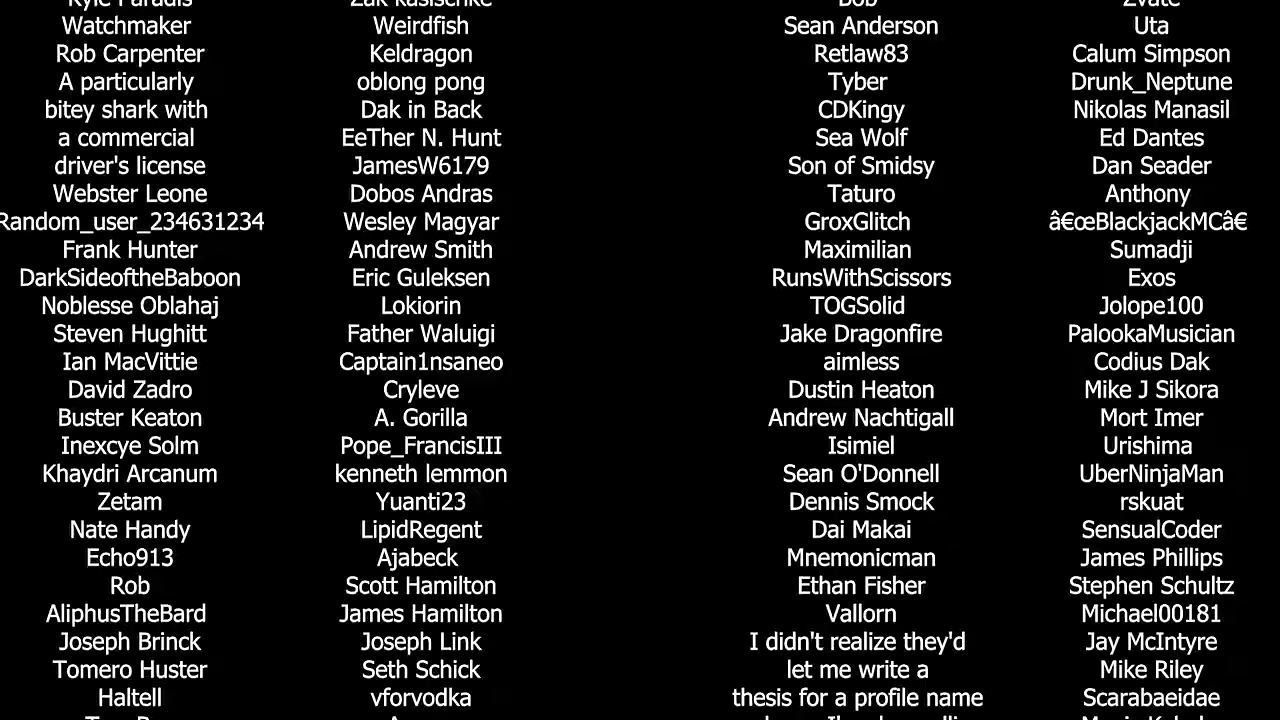 Kyle Paradis
Watchmaker
Rob Carpenter
A particularly
bitey shark with
a commercial
driver's license
Webster Leone
Random_user_234631234
Frank Hunter
DarkSideoftheBaboon
Noblesse Oblahaj
Steven Hughitt
Ian MacVittie
David Zadro
Buster Keaton
Inexcye Solm
Khaydri Arcanum
Zetam
Nate Handy
Echo913
Rob
AliphusTheBard
Joseph Brinck
Tomero Huster
Haltell
Zak Kasischke
Weirdfish
Keldragon
oblong pong
Dak in Back
EeTher N. Hunt
JamesW6179
Dobos Andras
Wesley Magyar
Andrew Smith
Eric Guleksen
Lokiorin
Father Waluigi
Captain1nsaneo
Cryleve
A. Gorilla
Pope_FrancisIII
kenneth lemmon
Yuanti23
LipidRegent
Ajabeck
Scott Hamilton
James Hamilton
Joseph Link
Seth Schick
vforvodka
Bob
Sean Anderson
Retlaw83
Tyber
CDKingy
Sea Wolf
Son of Smidsy
Taturo
GroxGlitch
Maximilian
RunsWithScissors
TOGSolid
Jake Dragonfire
aimless
Dustin Heaton
Andrew Nachtigall
Isimiel
Sean O'Donnell
Dennis Smock
Dai Makai
Mnemonicman
Ethan Fisher
Vallorn
I didn't realize they'd
let me write a
thesis for a profile name
Zvate
Uta
Calum Simpson
Drunk_Neptune
Nikolas Manasil
Ed Dantes
Dan Seader
Anthony
â€œBlackjackMCâ€
Sumadji
Exos
Jolope100
PalookaMusician
Codius Dak
Mike J Sikora
Mort Imer
Urishima
UberNinjaMan
rskuat
SensualCoder
James Phillips
Stephen Schultz
Michael00181
Jay McIntyre
Mike Riley
Scarabaeidae